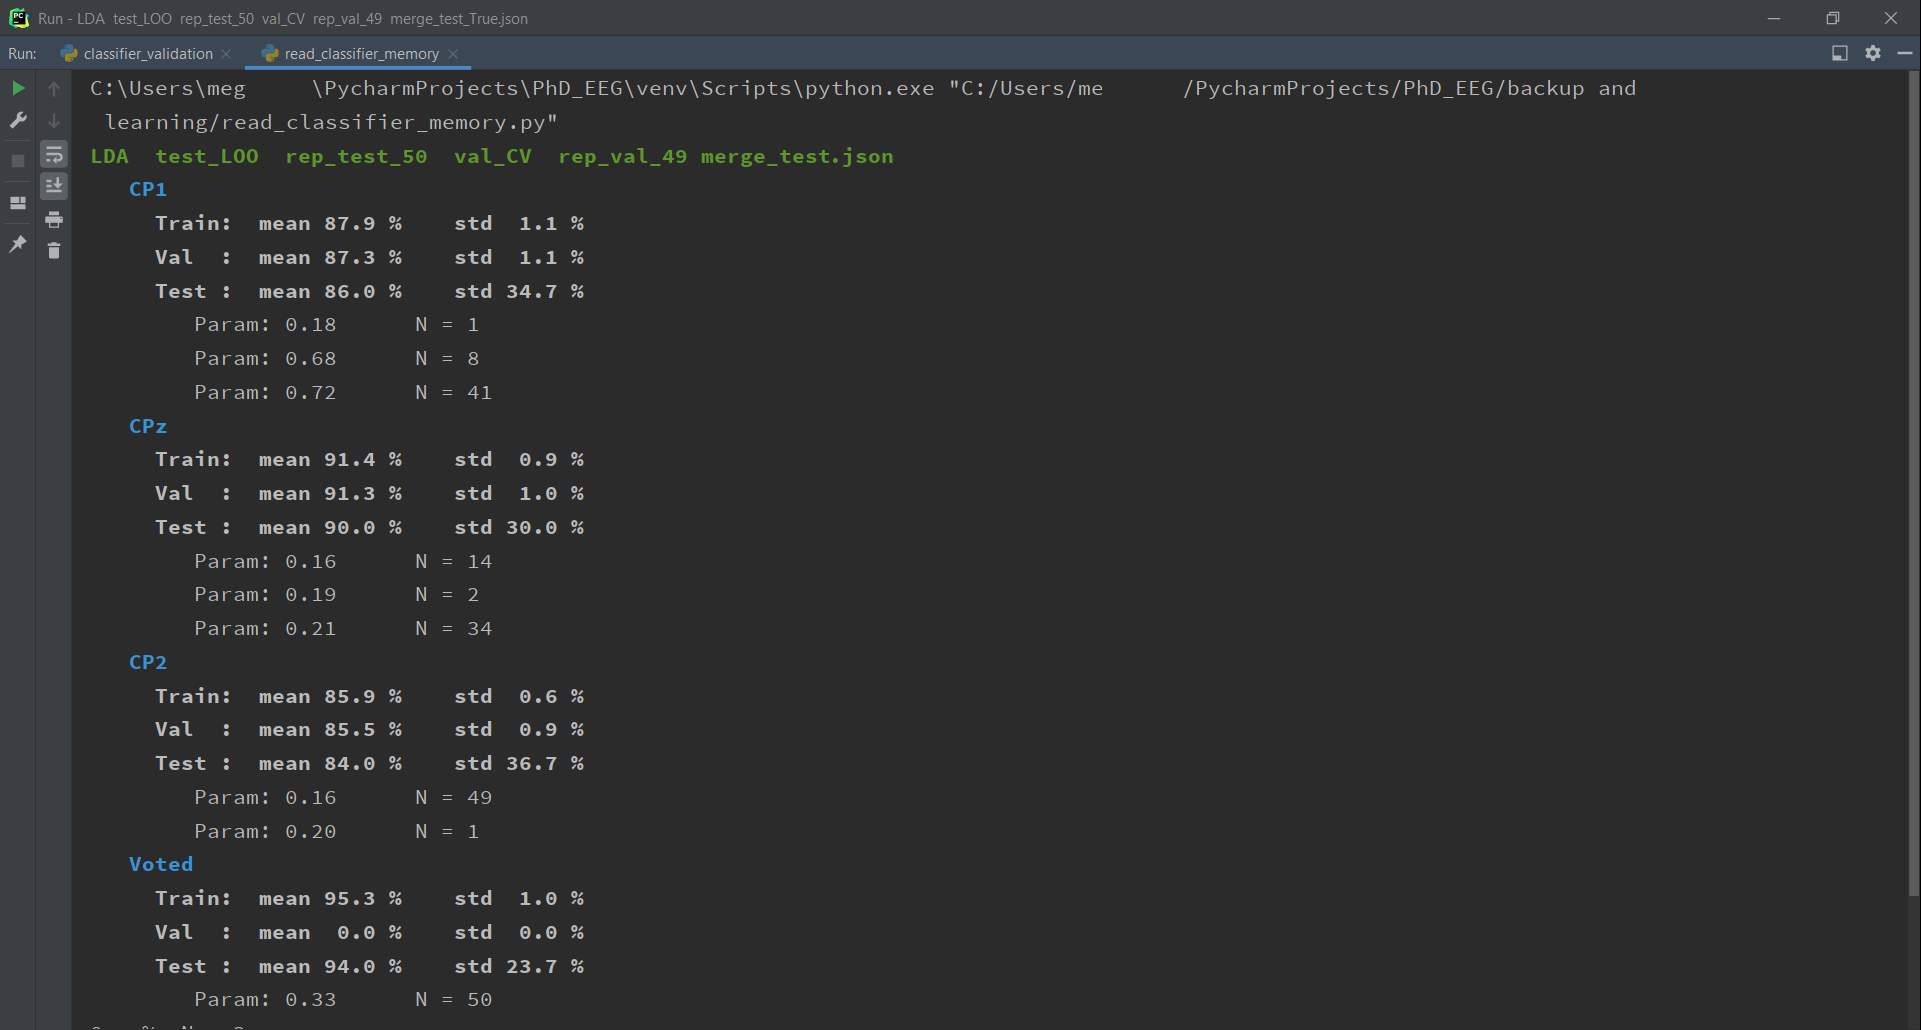 Run - LDA test_LOO rep_test_50 val_CV rep_val_49 merge_test_True.json
Run: classifier_validation read_classifier_memory
C:\Users\meg \PycharmProjects\PhD_EEG\venv\Scripts\python.exe "C:/Users/me /PycharmProjects/PhD_EEG/backup and
learning/read_classifier_memory.py"
LDA test_LOO rep_test_50 val_CV rep_val_49 merge_test.json
CP1
Train: mean 87.9 % std 1.1 %
Val : mean 87.3 % std 1.1 %
Test : mean 86.0 % std 34.7 %
Param: 0.18 N = 1
Param: 0.68 N = 8
Param: 0.72 N = 41
CPz
Train: mean 91.4 % std 0.9 %
Val : mean 91.3 % std 1.0 %
Test : mean 90.0 % std 30.0 %
Param: 0.16 N = 14
Param: 0.19 N = 2
Param: 0.21 N = 34
CP2
Train: mean 85.9 % std 0.6 %
Val : mean 85.5 % std 0.9 %
Test : mean 84.0 % std 36.7 %
Param: 0.16 N = 49
Param: 0.20 N = 1
Voted
Train: mean 95.3 % std 1.0 %
Val : mean 0.0 % std 0.0 %
Test : mean 94.0 % std 23.7 %
Param: 0.33 N = 50